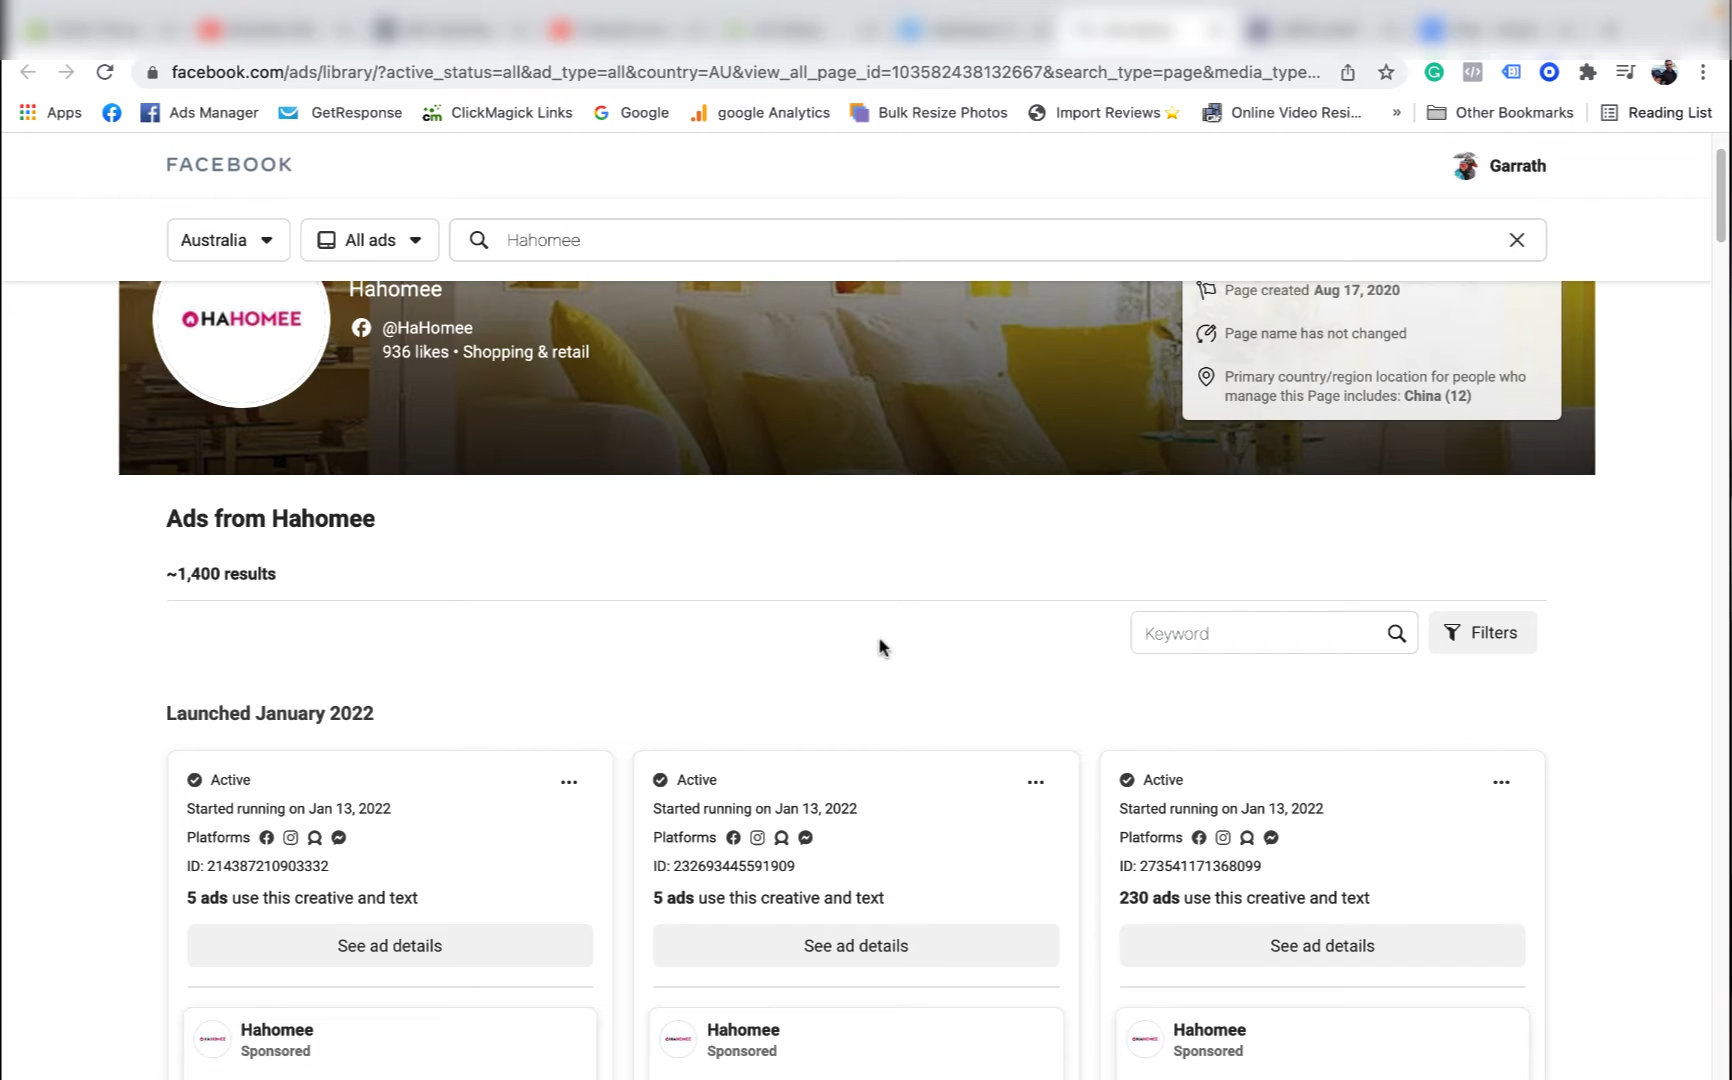 facebook.com/ads/library/?active_status=all&ad_type=all&country=AU&view_all_page_id=103582438132667&search_type=page&media_type...
Apps
Ads Manager
GetResponse
cm ClickMagick Links
Google
google Analytics
Bulk Resize Photos
Import Reviews⭐
Online Video Resi...
»
Other Bookmarks
Reading List
FACEBOOK
Garrath
Australia
All ads
Hahomee
HAHOMEE
Hahomee
@HaHomee
936 likes • Shopping & retail
Page created Aug 17, 2020
Page name has not changed
Primary country/region location for people who
manage this Page includes: China (12)
Ads from Hahomee
~1,400 results
Keyword
Filters
Launched January 2022
Active
Started running on Jan 13, 2022
Platforms
ID: 214387210903332
5 ads use this creative and text
See ad details
Hahomee
Sponsored
Active
Started running on Jan 13, 2022
Platforms
ID: 232693445591909
5 ads use this creative and text
See ad details
Hahomee
Sponsored
Active
Started running on Jan 13, 2022
Platforms
ID: 273541171368099
230 ads use this creative and text
See ad details
Hahomee
Sponsored